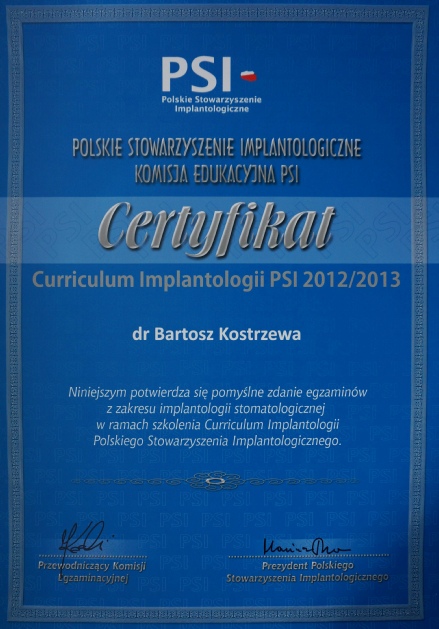 PSI
Polskie Stowarzyszenie
Implantologiczne
POLSKIE STOWARZYSZENIE IMPLANTOLOGICZNE
KOMISJA EDUKACYJNA PSI
Certyfikat
Curriculum Implantologii PSI 2012/2013
dr Bartosz Kostrzewa
Niniejszym potwierdza się pomyślne zdanie egzaminów
z zakresu implantologii stomatologicznej
w ramach szkolenia Curriculum Implantologii
Polskiego Stowarzyszenia Implantologicznego.
Przewodniczący Komisji
Egzaminacyjnej
Prezydent Polskiego
Stowarzyszenia Implantologicznego